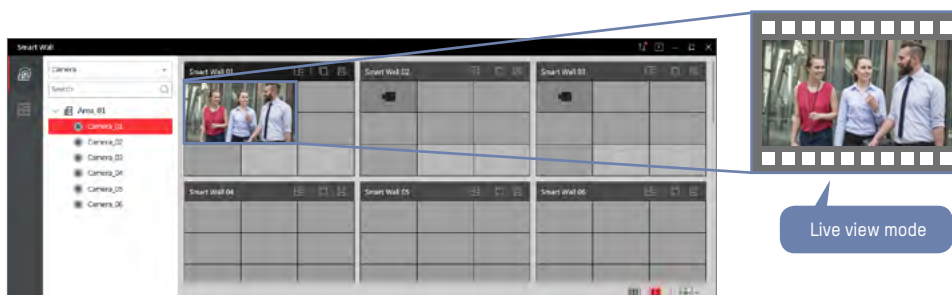 Smart Wall
Camera
Search
Area_01
Camera_01
Camera_02
Camera_03
Camera_04
Camera_05
Camera_06
Smart Wall 01
Smart Wall 02
Smart Wall 03
Smart Wall 04
Smart Wall 05
Smart Wall 06
Live view mode